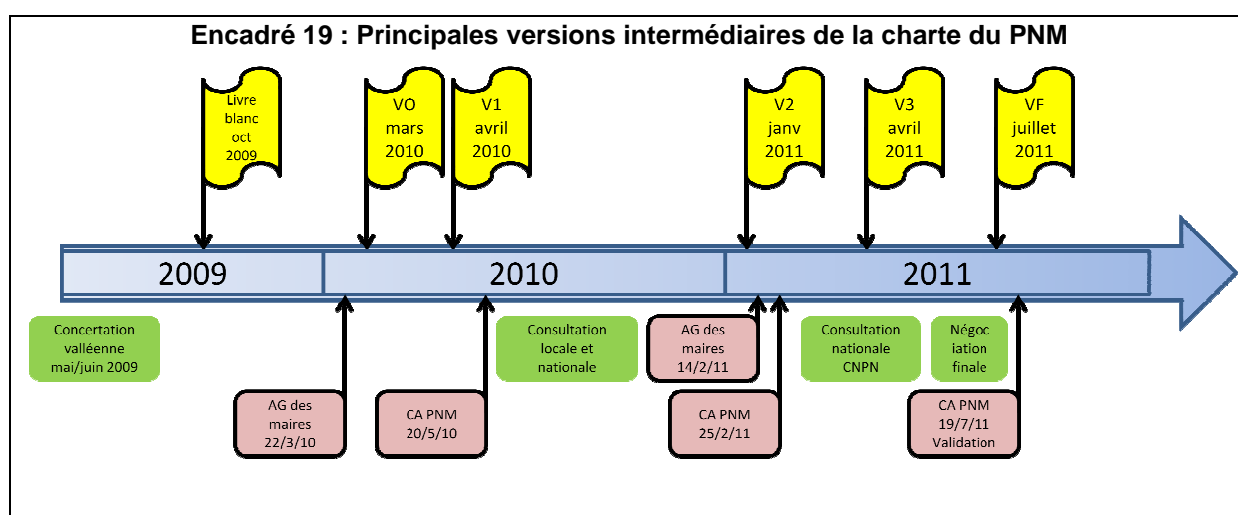 Encadré 19 : Principales versions intermédiaires de la charte du PNM
Livre
blanc
oct
2009
VO
mars
2010
V1
avril
2010
V2
janv
2011
V3
avril
2011
VF
juillet
2011
2009
2010
2011
Concertation
valléenne
mai/juin 2009
Consultation
locale et
nationale
AG des
maires
14/2/11
Consultation
nationale
CNPN
Négoc
iation
finale
AG des
maires
22/3/10
CA PNM
20/5/10
CA PNM
25/2/11
CA PNM
19/7/11
Validation